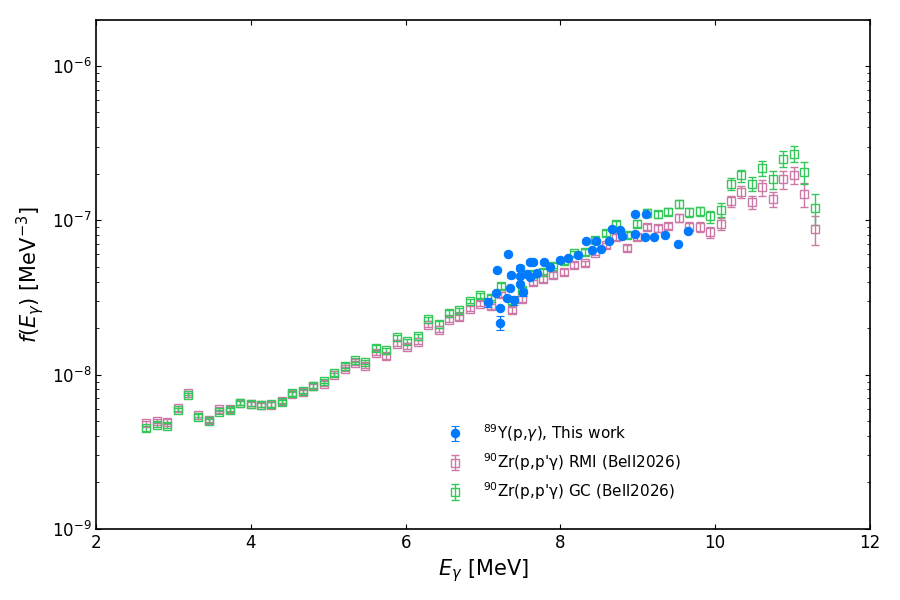 10⁻⁶
10⁻⁷
10⁻⁸
10⁻⁹
f(Eγ) [MeV⁻³]
⁸⁹Y(p,γ), This work
⁹⁰Zr(p,p'γ) RMI (Bell2026)
⁹⁰Zr(p,p'γ) GC (Bell2026)
2 4 6 8 10 12
Eγ [MeV]